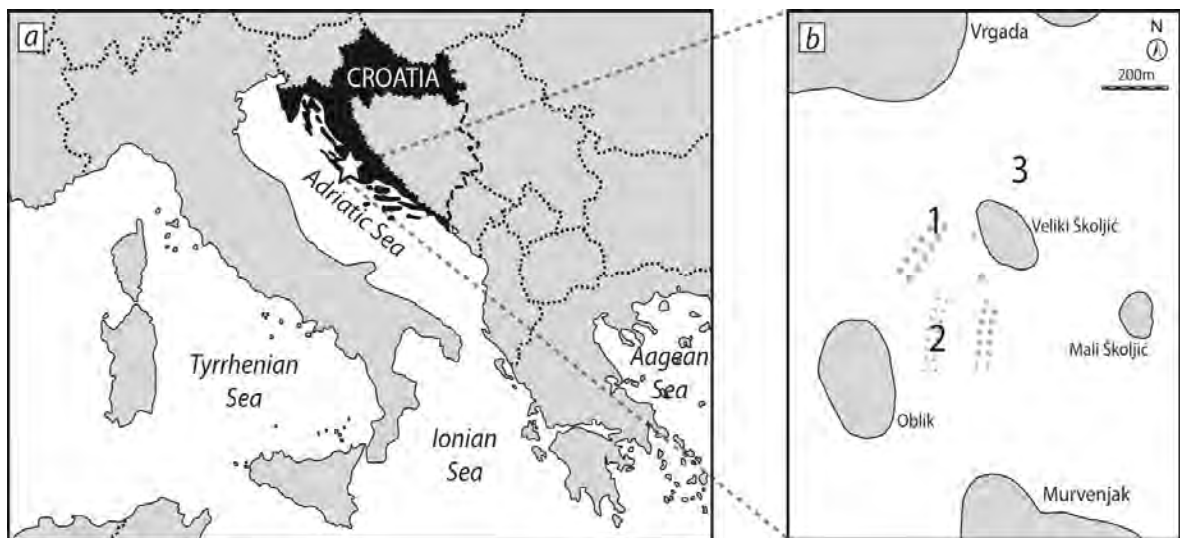 a
CROATIA
Adriatic Sea
Tyrrhenian
Sea
Ionian
Sea
Aagean
Sea
b
Vrgada
N
200m
3
1
Veliki Školjić
2
Mali Školjić
Oblik
Murvenjak